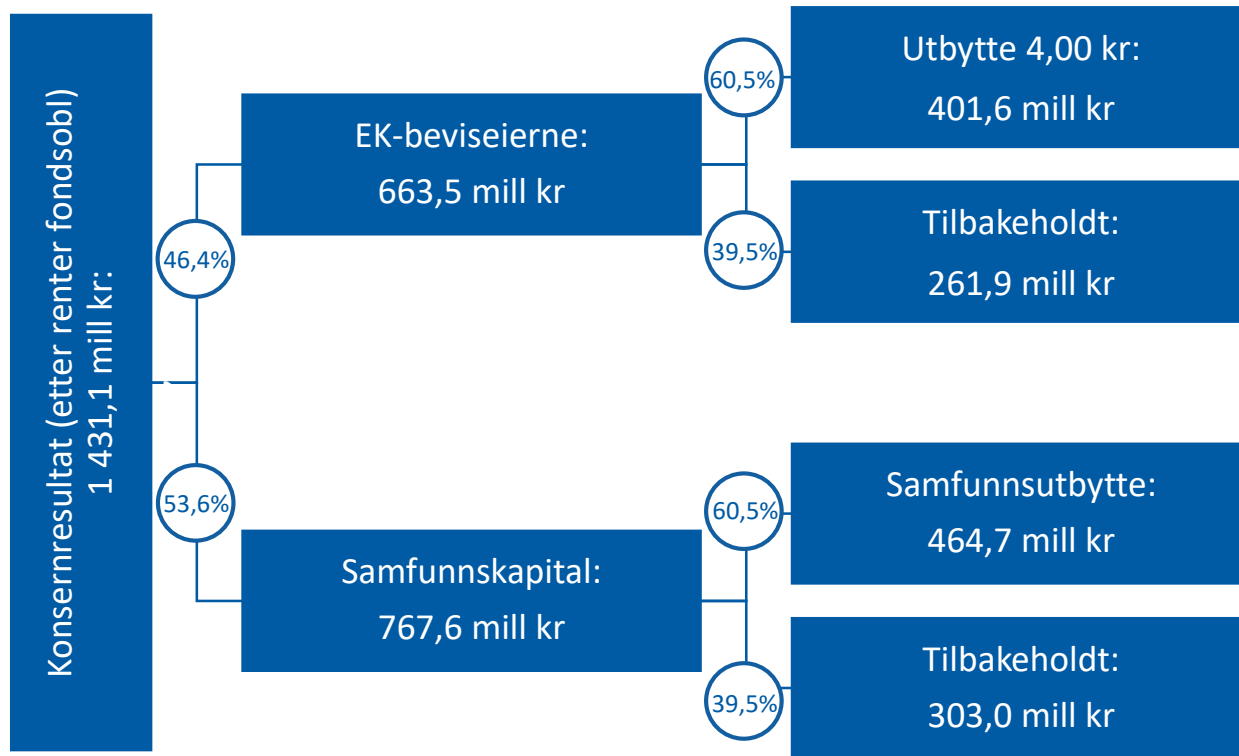 Konsernresultat (etter renter fondsobl)
1 431,1 mill kr:
46,4%
EK-beviseierne:
663,5 mill kr
60,5%
Utbytte 4,00 kr:
401,6 mill kr
39,5%
Tilbakeholdt:
261,9 mill kr
53,6%
Samfunnskapital:
767,6 mill kr
60,5%
Samfunnsutbytte:
464,7 mill kr
39,5%
Tilbakeholdt:
303,0 mill kr